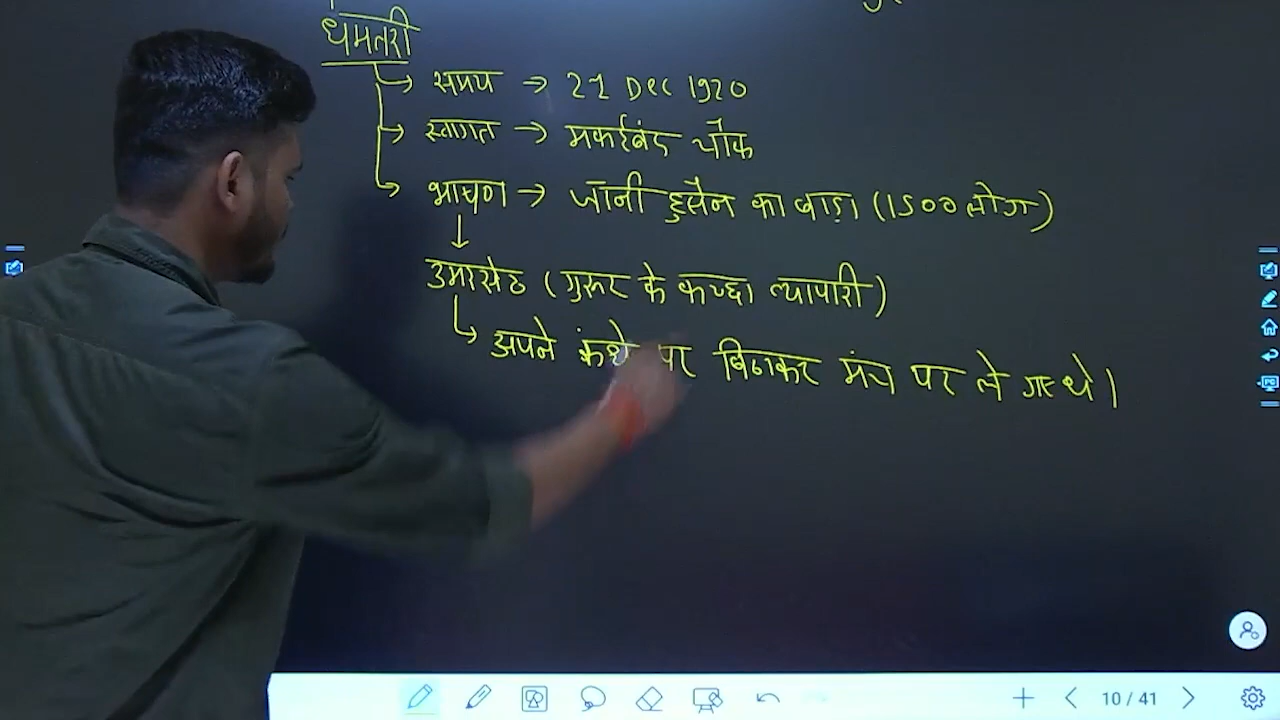 धमतरी
समय → 21 Dec 1920
स्वागत → मकईबंद चौक
भाषण → जॉनी हुसैन का बाड़ा (1500 लोग)
उमरसेठ (गुरूर के कच्छा व्यापारी)
अपने कंधे पर बिठाकर मंच पर ले गए थे।
10 / 41